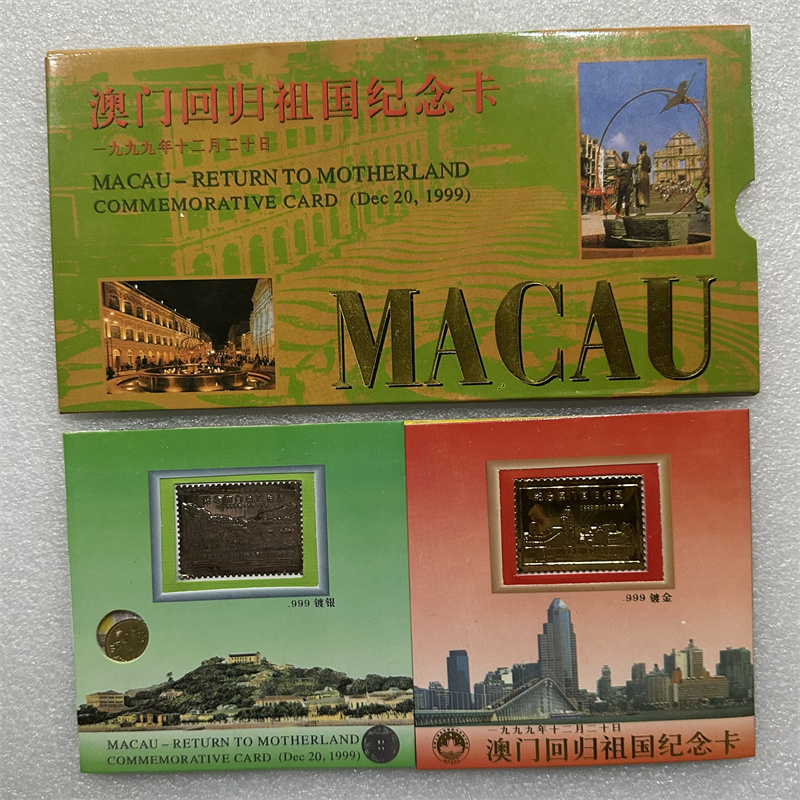 澳门回归祖国纪念卡
一九九九年十二月二十日
MACAU – RETURN TO MOTHERLAND
COMMEMORATIVE CARD (Dec 20, 1999)
MACAU
.999 镀银
.999 镀金
MACAU – RETURN TO MOTHERLAND
COMMEMORATIVE CARD (Dec 20, 1999)
一九九九年十二月二十日
澳门回归祖国纪念卡
MACAU